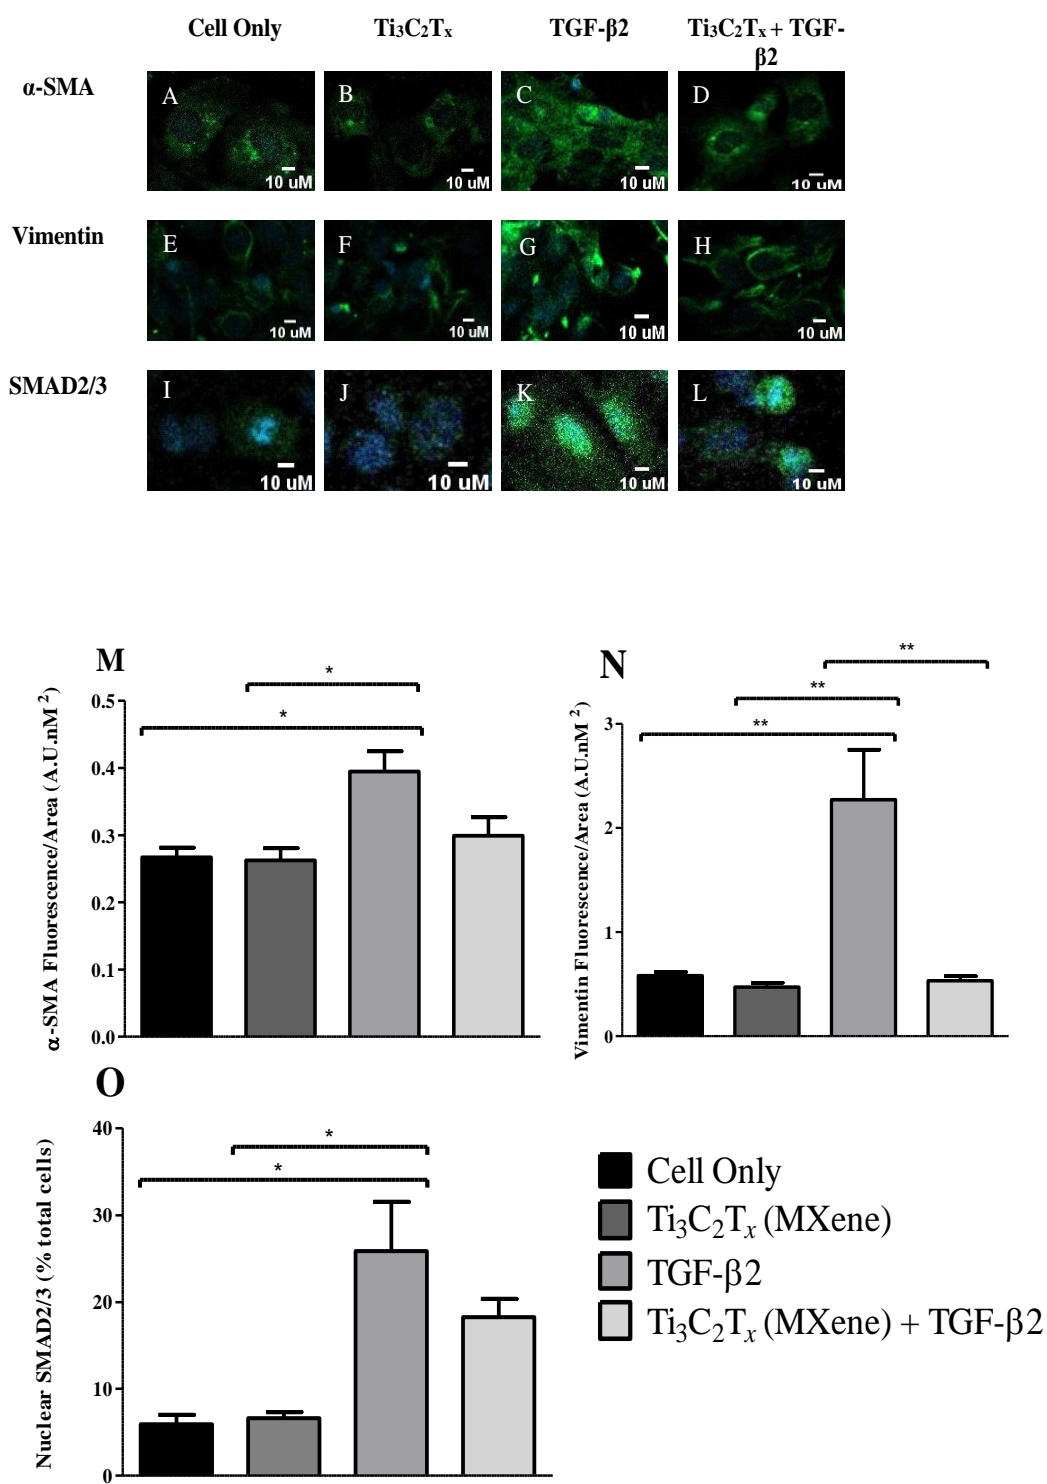 Cell Only
Ti₃C₂Tₓ
TGF-β2
Ti₃C₂Tₓ + TGF-
β2
α-SMA
A
B
C
D
10 uM
10 uM
10 uM
10 uM
Vimentin
E
F
G
H
10 uM
10 uM
10 uM
10 uM
SMAD2/3
I
J
K
L
10 uM
10 uM
10 uM
10 uM
M
*
*
α-SMA Fluorescence/Area (A.U.nM²)
0.5
0.4
0.3
0.2
0.1
0.0
N
**
**
**
Vimentin Fluorescence/Area (A.U.nM²)
3
2
1
0
O
*
*
Nuclear SMAD2/3 (% total cells)
40
30
20
10
0
Cell Only
Ti₃C₂Tₓ (MXene)
TGF-β2
Ti₃C₂Tₓ (MXene) + TGF-β2